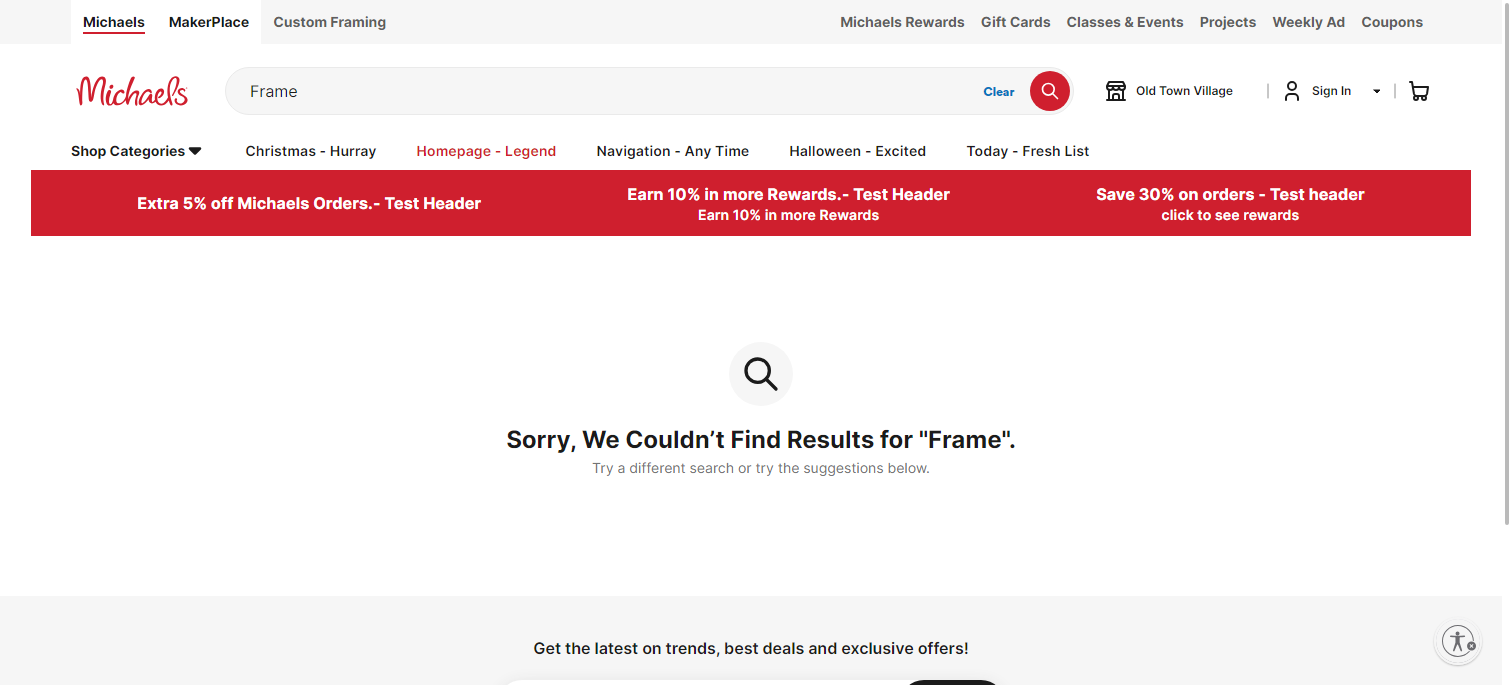 Michaels MakerPlace Custom Framing Michaels Rewards Gift Cards Classes & Events Projects Weekly Ad Coupons
Michaels Frame Clear Old Town Village Sign In
Shop Categories Christmas - Hurray Homepage - Legend Navigation - Any Time Halloween - Excited Today - Fresh List
Extra 5% off Michaels Orders.- Test Header
Earn 10% in more Rewards.- Test Header
Earn 10% in more Rewards
Save 30% on orders - Test header
click to see rewards
Sorry, We Couldn’t Find Results for "Frame".
Try a different search or try the suggestions below.
Get the latest on trends, best deals and exclusive offers!